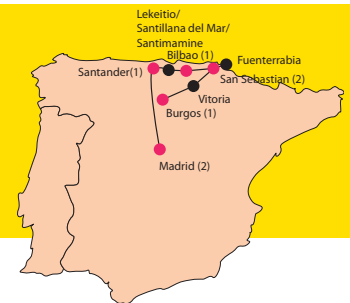 Lekeitio/
Santillana del Mar/
Santimamine
Bilbao (1)
Fuenterrabia
Santander(1)
San Sebastian (2)
Vitoria
Burgos (1)
Madrid (2)